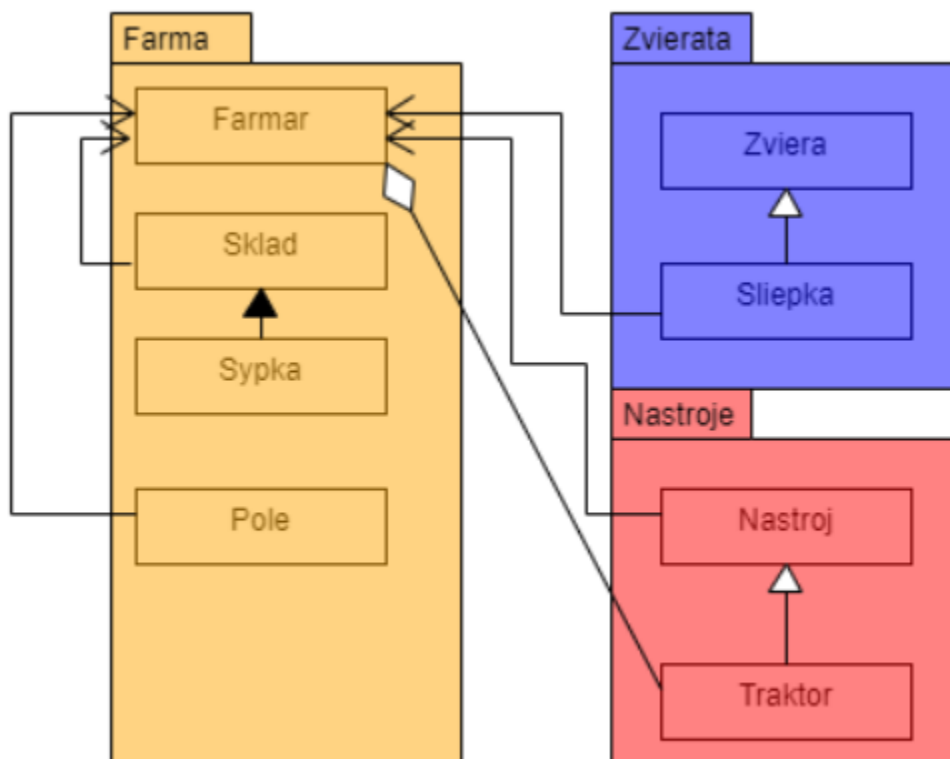 Farma
Farmar
Sklad
Sypka
Pole
Zvierata
Zviera
Sliepka
Nastroje
Nastroj
Traktor